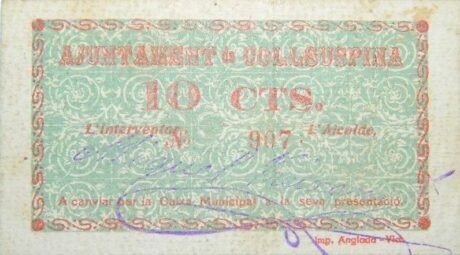 AJUNTAMENT de COLLSUSPINA
10 CTS.
L'Interventor, L'Alcalde,
№ 907
A canviar per la Caixa Municipal a la seva presentació.
Imp. Anglada - Vich